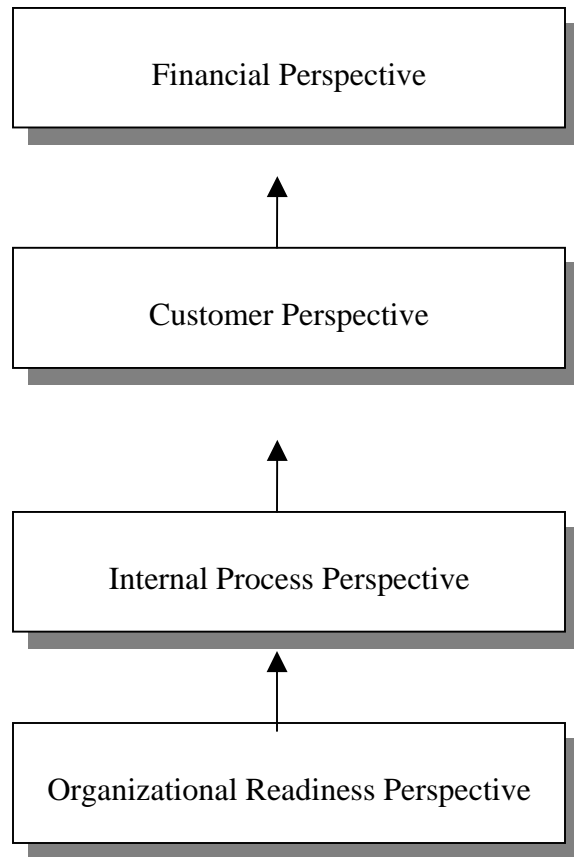 Financial Perspective
Customer Perspective
Internal Process Perspective
Organizational Readiness Perspective